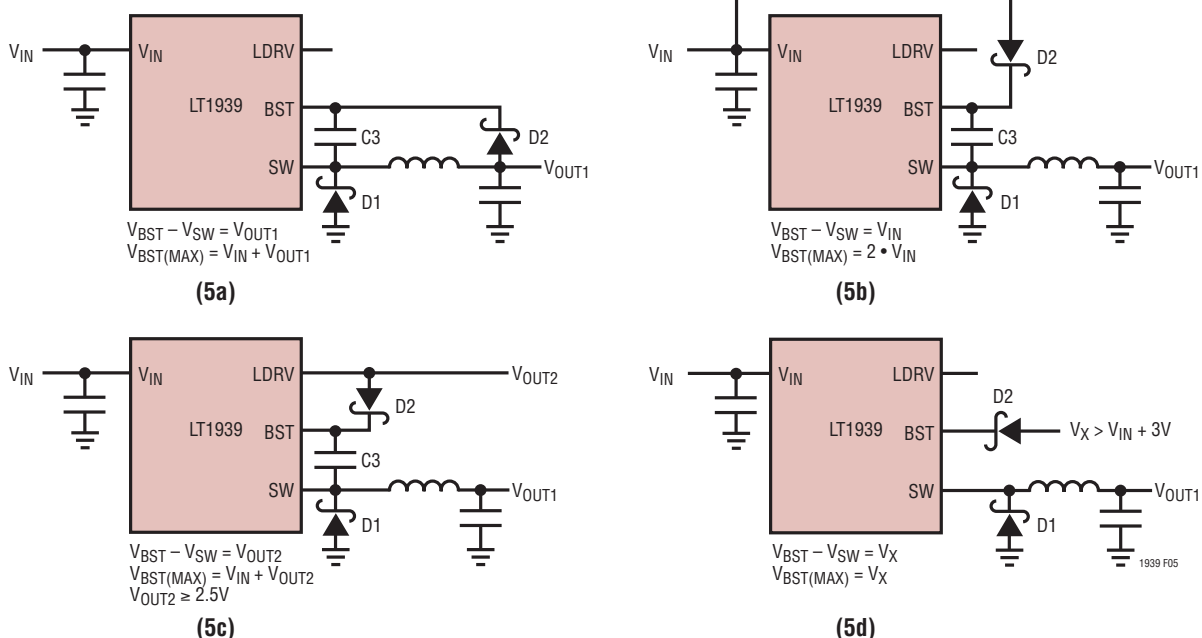 V_IN V_IN LDRV
LT1939 BST
C3 D2
SW V_OUT1
D1
V_BST – V_SW = V_OUT1
V_BST(MAX) = V_IN + V_OUT1
(5a)
V_IN V_IN LDRV
D2
LT1939 BST
C3
SW V_OUT1
D1
V_BST – V_SW = V_IN
V_BST(MAX) = 2 • V_IN
(5b)
V_IN V_IN LDRV V_OUT2
D2
LT1939 BST
C3
SW V_OUT1
D1
V_BST – V_SW = V_OUT2
V_BST(MAX) = V_IN + V_OUT2
V_OUT2 ≥ 2.5V
(5c)
V_IN V_IN LDRV
D2
LT1939 BST V_X > V_IN + 3V
SW V_OUT1
D1
V_BST – V_SW = V_X
V_BST(MAX) = V_X
1939 F05
(5d)